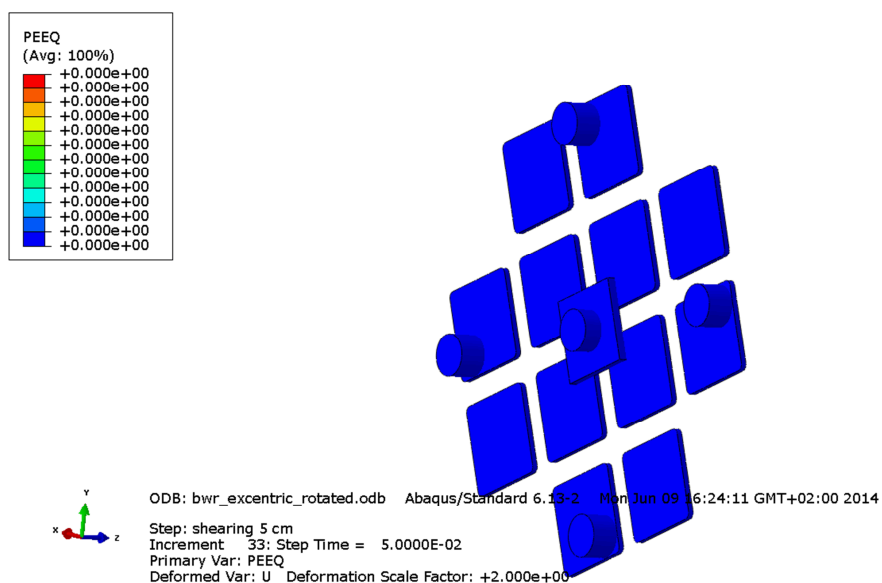 PEEQ
(Avg: 100%)
+0.000e+00
+0.000e+00
+0.000e+00
+0.000e+00
+0.000e+00
+0.000e+00
+0.000e+00
+0.000e+00
+0.000e+00
+0.000e+00
+0.000e+00
+0.000e+00
+0.000e+00
Y
X
Z
ODB: bwr_excentric_rotated.odb Abaqus/Standard 6.13-2 Mon Jun 09 16:24:11 GMT+02:00 2014
Step: shearing 5 cm
Increment 33: Step Time = 5.0000E-02
Primary Var: PEEQ
Deformed Var: U Deformation Scale Factor: +2.000e+00